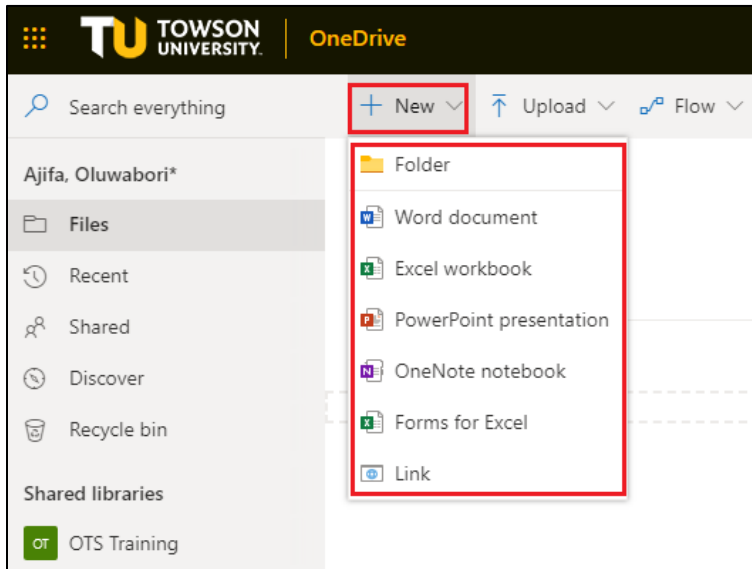 TU TOWSON
UNIVERSITY.
OneDrive
Search everything
New
Upload
Flow
Ajifa, Oluwabori*
Files
Recent
Shared
Discover
Recycle bin
Shared libraries
OT OTS Training
Folder
Word document
Excel workbook
PowerPoint presentation
OneNote notebook
Forms for Excel
Link